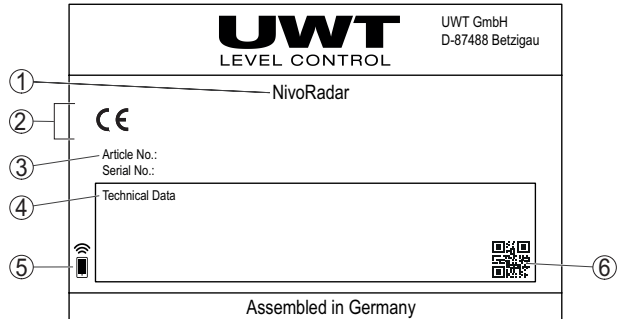 UWT
LEVEL CONTROL
UWT GmbH
D-87488 Betzigau
1
NivoRadar
2
CE
3
Article No.:
Serial No.:
4
Technical Data
5
6
Assembled in Germany